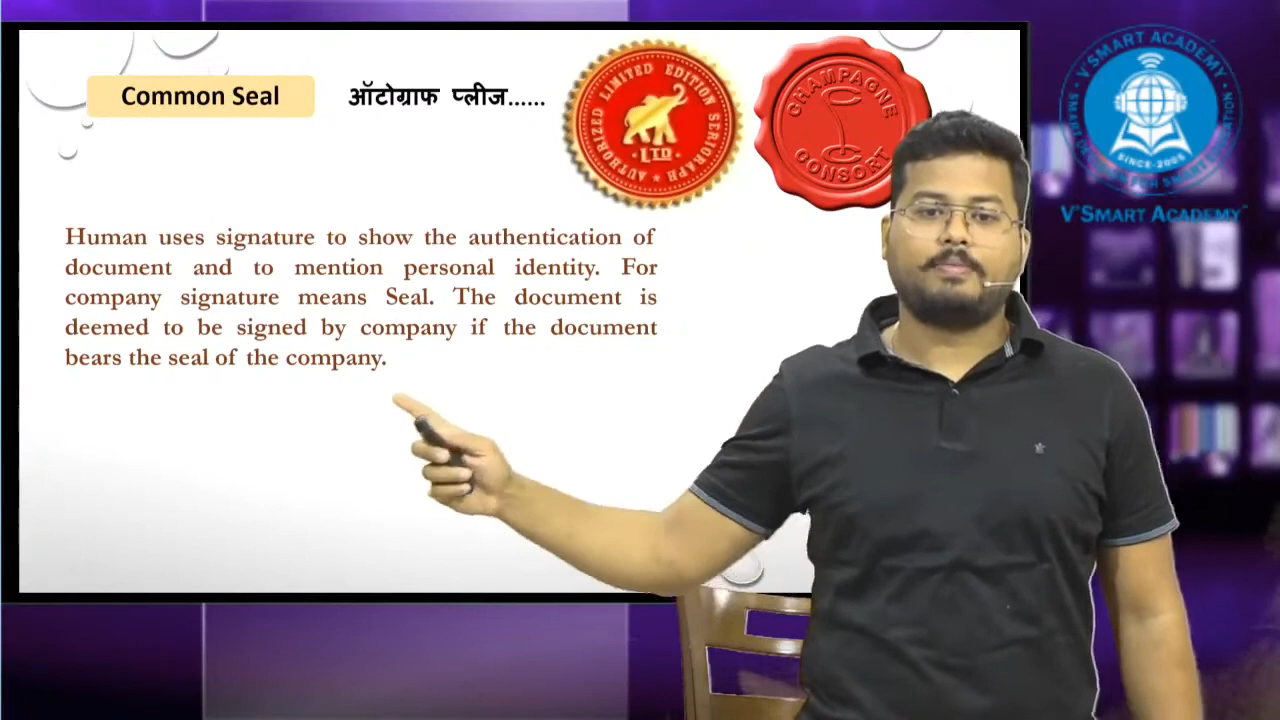 Common Seal
ऑटोग्राफ प्लीज......
AUTHORIZED LIMITED EDITION SERIGRAPH
LTD
CHAMPAGNE
CONSORT
V'SMART ACADEMY
SINCE-2005
V'SMART ACADEMY
Human uses signature to show the authentication of
document and to mention personal identity. For
company signature means Seal. The document is
deemed to be signed by company if the document
bears the seal of the company.